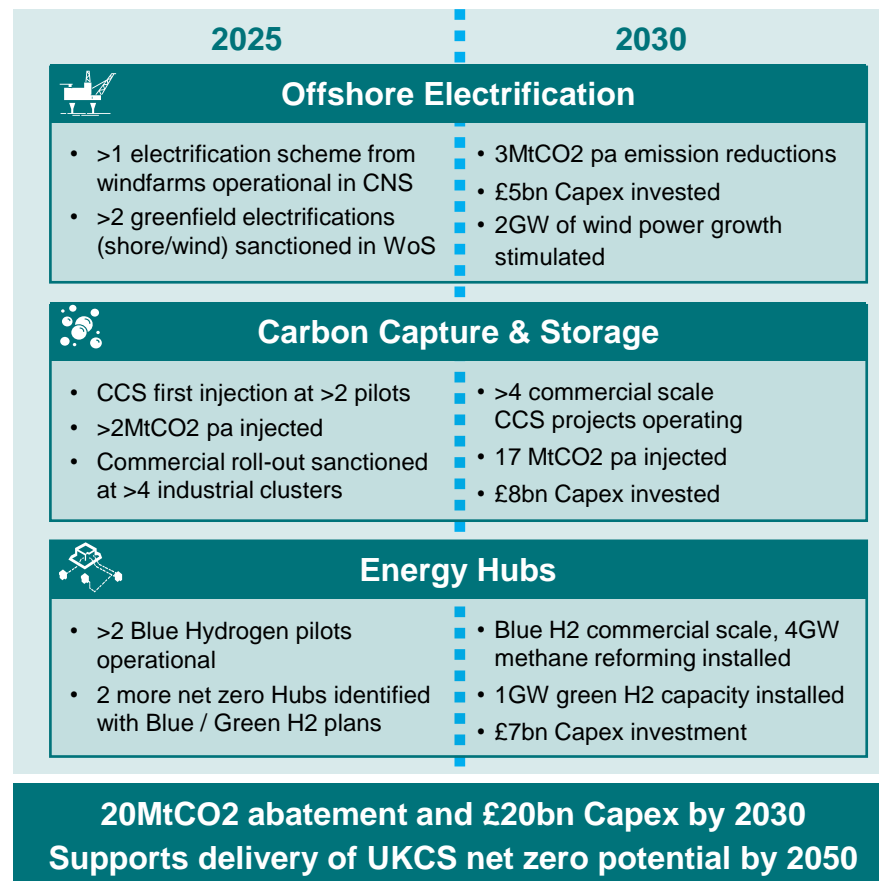 2025
2030
Offshore Electrification
• >1 electrification scheme from
windfarms operational in CNS
• >2 greenfield electrifications
(shore/wind) sanctioned in WoS
• 3MtCO2 pa emission reductions
• £5bn Capex invested
• 2GW of wind power growth
stimulated
Carbon Capture & Storage
• CCS first injection at >2 pilots
• >2MtCO2 pa injected
• Commercial roll-out sanctioned
at >4 industrial clusters
• >4 commercial scale
CCS projects operating
• 17 MtCO2 pa injected
• £8bn Capex invested
Energy Hubs
• >2 Blue Hydrogen pilots
operational
• 2 more net zero Hubs identified
with Blue / Green H2 plans
• Blue H2 commercial scale, 4GW
methane reforming installed
• 1GW green H2 capacity installed
• £7bn Capex investment
20MtCO2 abatement and £20bn Capex by 2030
Supports delivery of UKCS net zero potential by 2050